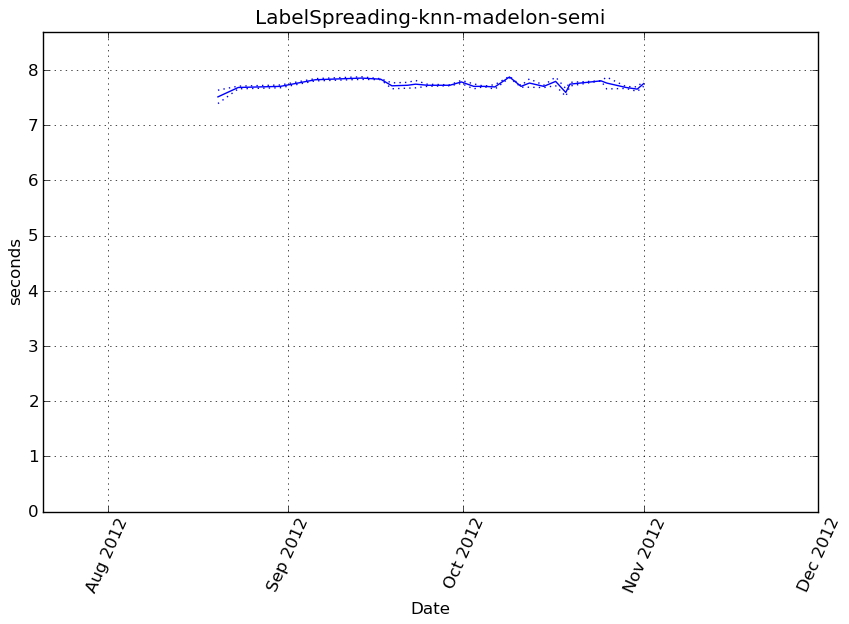 LabelSpreading-knn-madelon-semi
8
7
6
5
4
3
2
1
0
seconds
Aug 2012
Sep 2012
Oct 2012
Nov 2012
Dec 2012
Date